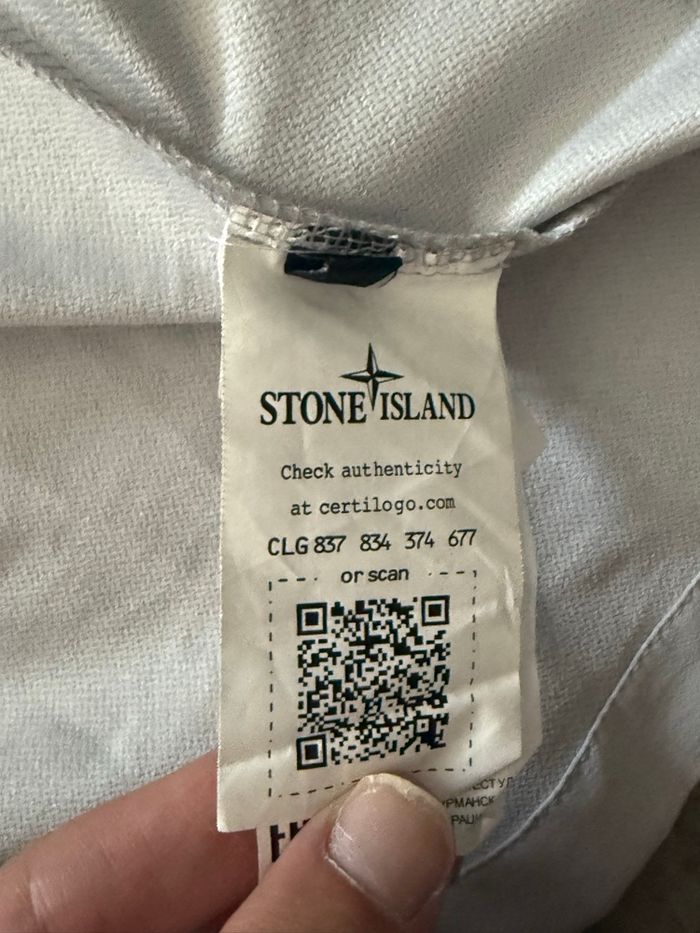 STONE ISLAND
Check authenticity
at certilogo.com
CLG 837 834 374 677
or scan